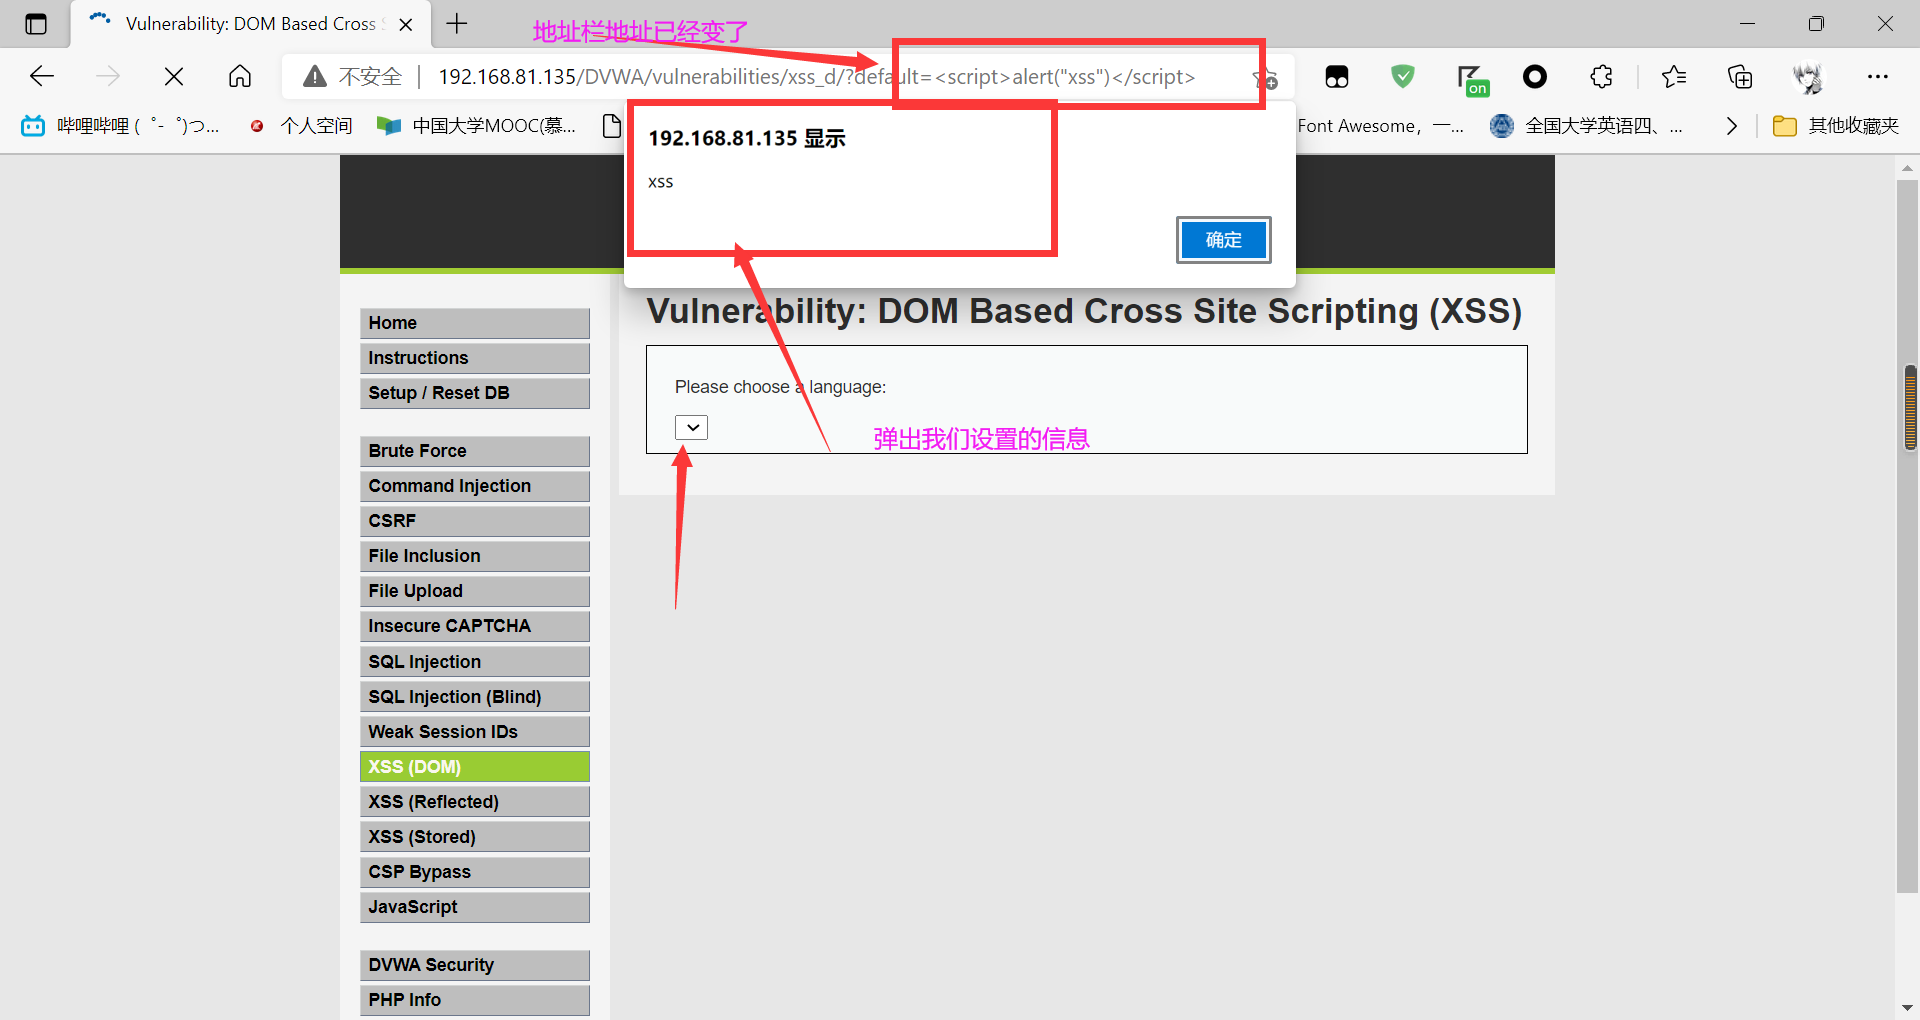 Vulnerability: DOM Based Cross S
地址栏地址已经变了
不安全
192.168.81.135/DVWA/vulnerabilities/xss_d/?default=<script>alert("xss")</script>
on
哔哩哔哩 ( ゜- ゜)つ...
个人空间
中国大学MOOC(慕...
Font Awesome，一...
全国大学英语四、...
其他收藏夹
192.168.81.135 显示
xss
确定
Vulnerability: DOM Based Cross Site Scripting (XSS)
Please choose a language:
弹出我们设置的信息
Home
Instructions
Setup / Reset DB
Brute Force
Command Injection
CSRF
File Inclusion
File Upload
Insecure CAPTCHA
SQL Injection
SQL Injection (Blind)
Weak Session IDs
XSS (DOM)
XSS (Reflected)
XSS (Stored)
CSP Bypass
JavaScript
DVWA Security
PHP Info